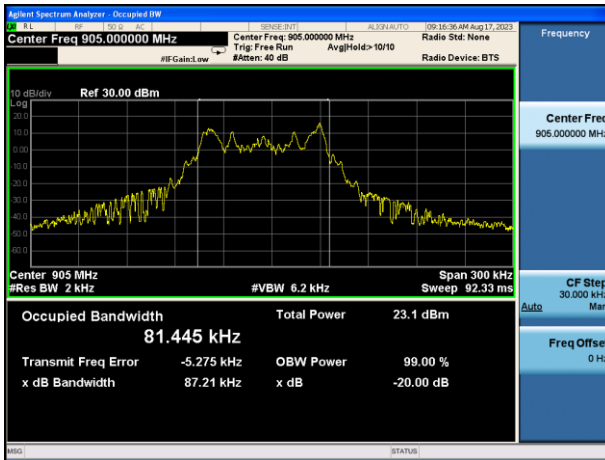 Agilent Spectrum Analyzer - Occupied BW
RL RF 50 Ω AC SENSE:INT ALIGN AUTO 09:16:36 AM Aug 17, 2023
Center Freq 905.000000 MHz Center Freq: 905.000000 MHz Radio Std: None Frequency
Trig: Free Run Avg|Hold:>10/10
#IFGain:Low #Atten: 40 dB Radio Device: BTS
10 dB/div Ref 30.00 dBm
Log
20.0
10.0
0.00
-10.0
-20.0
-30.0
-40.0
-50.0
-60.0
Center Freq
905.000000 MHz
Center 905 MHz Span 300 kHz
#Res BW 2 kHz #VBW 6.2 kHz Sweep 92.33 ms
CF Step
30.000 kHz
Auto Man
Occupied Bandwidth Total Power 23.1 dBm
81.445 kHz
Transmit Freq Error -5.275 kHz OBW Power 99.00 %
x dB Bandwidth 87.21 kHz x dB -20.00 dB
Freq Offset
0 Hz
MSG STATUS